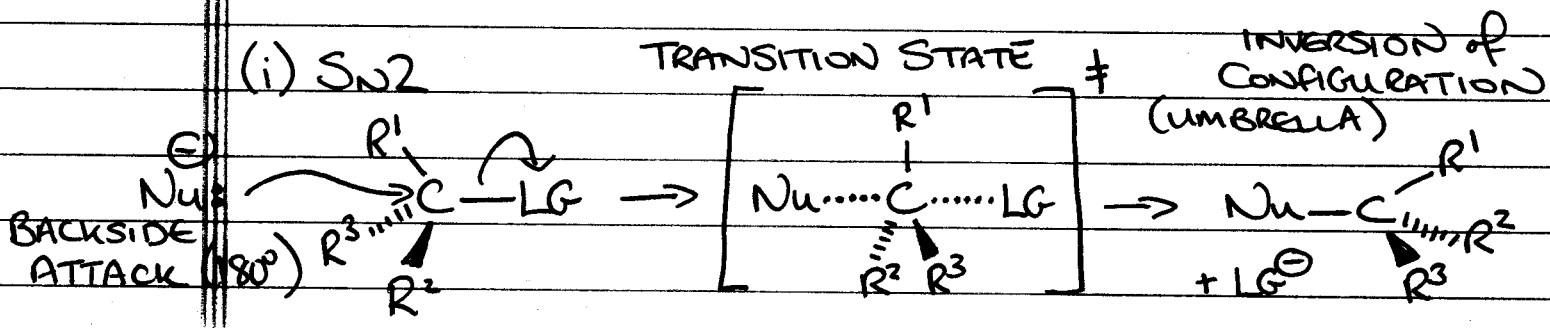 (i) SN2 TRANSITION STATE ‡ INVERSION of
CONFIGURATION
(UMBRELLA)
R¹ R¹ R¹
⊖
Nu: C—LG → [Nu·····C······LG] → Nu—C
R³ R² R² R³ R² R³
BACKSIDE
ATTACK (180°)
+ LG⊖